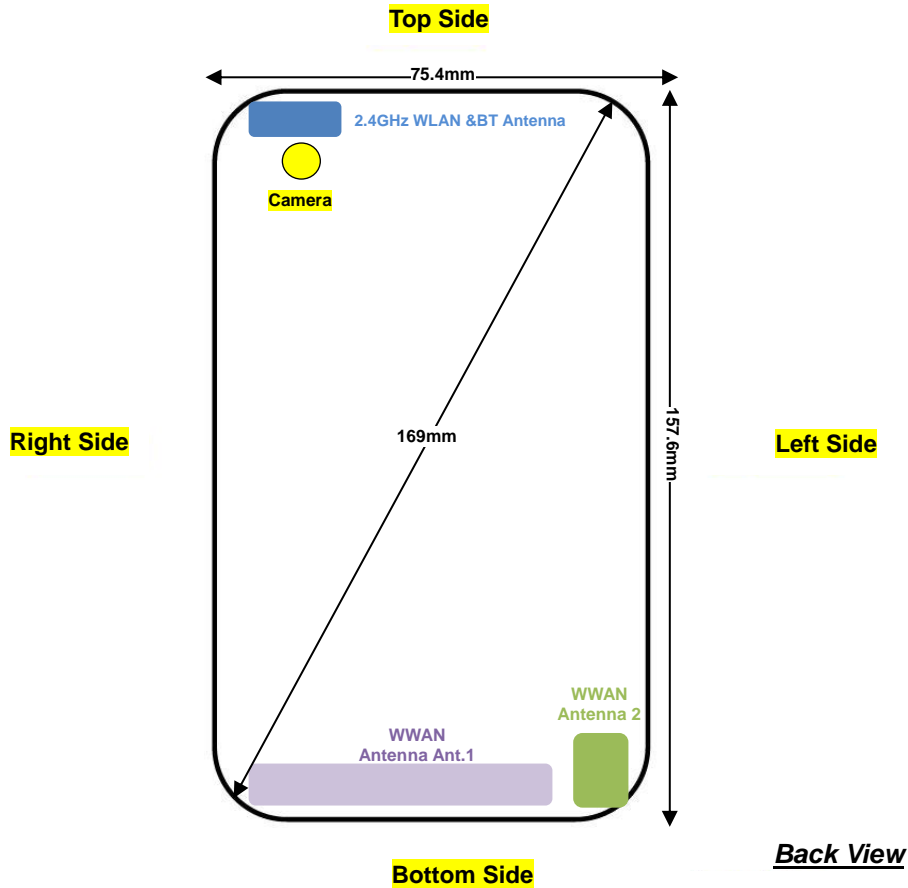 Top Side
75.4mm
2.4GHz WLAN &BT Antenna
Camera
157.6mm
169mm
Right Side
Left Side
WWAN
Antenna 2
WWAN
Antenna Ant.1
Back View
Bottom Side